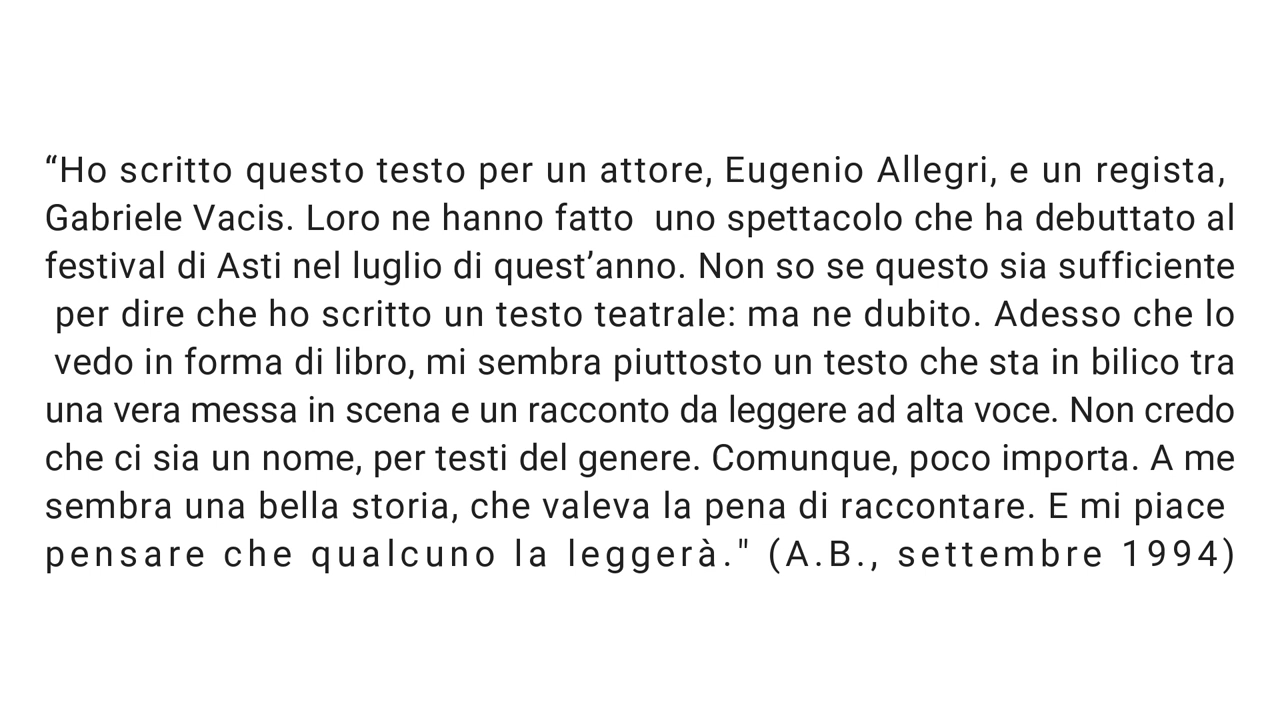 “Ho scritto questo testo per un attore, Eugenio Allegri, e un regista,
Gabriele Vacis. Loro ne hanno fatto  uno spettacolo che ha debuttato al
festival di Asti nel luglio di quest’anno. Non so se questo sia sufficiente
per dire che ho scritto un testo teatrale: ma ne dubito. Adesso che lo
vedo in forma di libro, mi sembra piuttosto un testo che sta in bilico tra
una vera messa in scena e un racconto da leggere ad alta voce. Non credo
che ci sia un nome, per testi del genere. Comunque, poco importa. A me
sembra una bella storia, che valeva la pena di raccontare. E mi piace
pensare che qualcuno la leggerà." (A.B., settembre 1994)